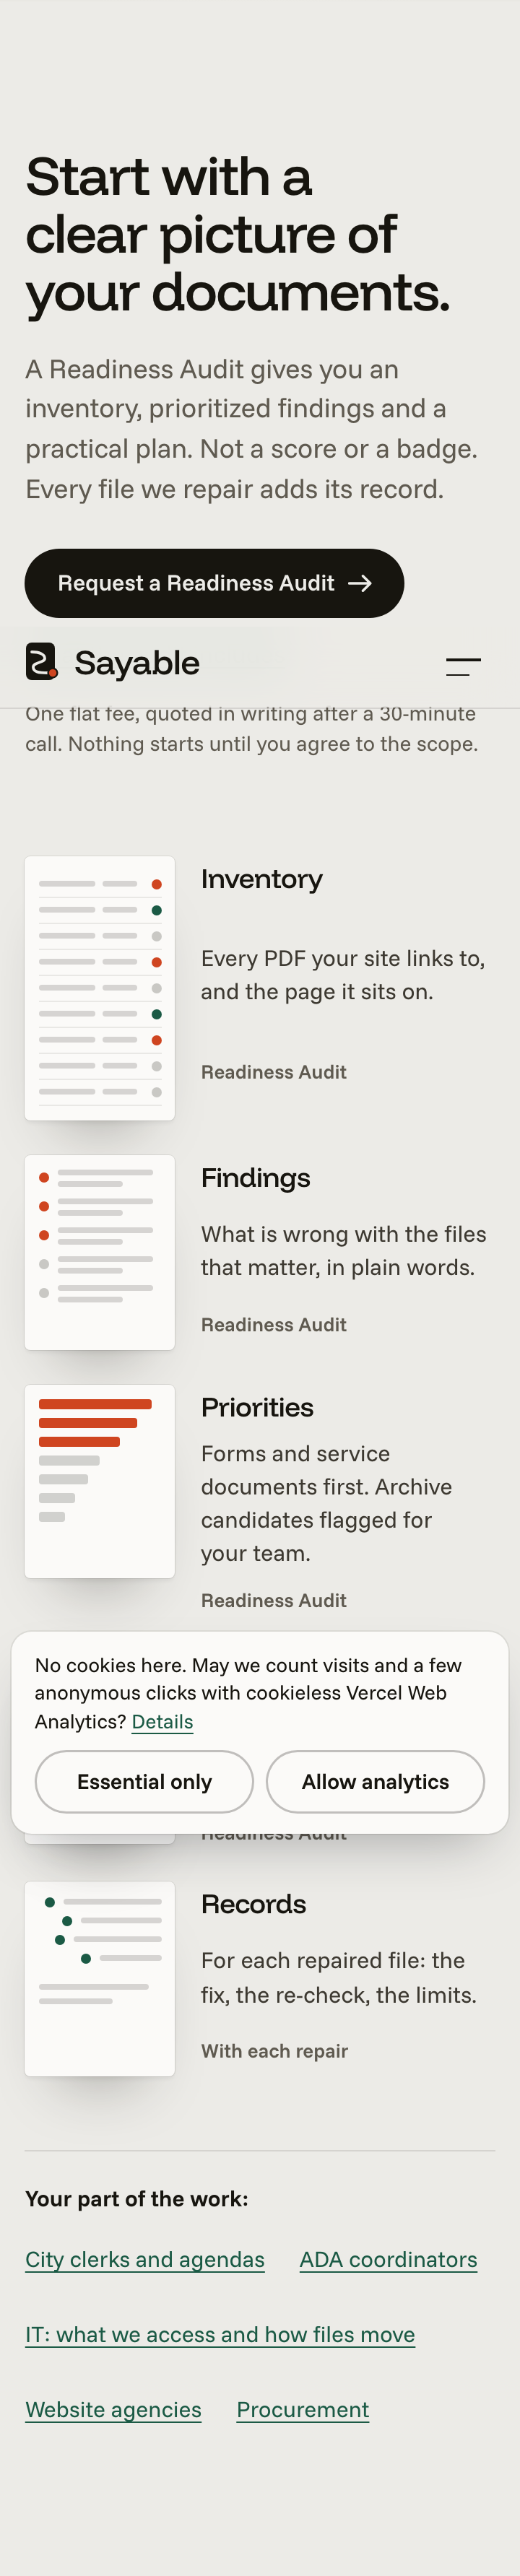 Start with a
clear picture of
your documents.
A Readiness Audit gives you an
inventory, prioritized findings and a
practical plan. Not a score or a badge.
Every file we repair adds its record.
Request a Readiness Audit
Sayable
One flat fee, quoted in writing after a 30-minute
call. Nothing starts until you agree to the scope.
Inventory
Every PDF your site links to,
and the page it sits on.
Readiness Audit
Findings
What is wrong with the files
that matter, in plain words.
Readiness Audit
Priorities
Forms and service
documents first. Archive
candidates flagged for
your team.
Readiness Audit
No cookies here. May we count visits and a few
anonymous clicks with cookieless Vercel Web
Analytics? Details
Essential only
Allow analytics
Readiness Audit
Records
For each repaired file: the
fix, the re-check, the limits.
With each repair
Your part of the work:
City clerks and agendas
ADA coordinators
IT: what we access and how files move
Website agencies
Procurement